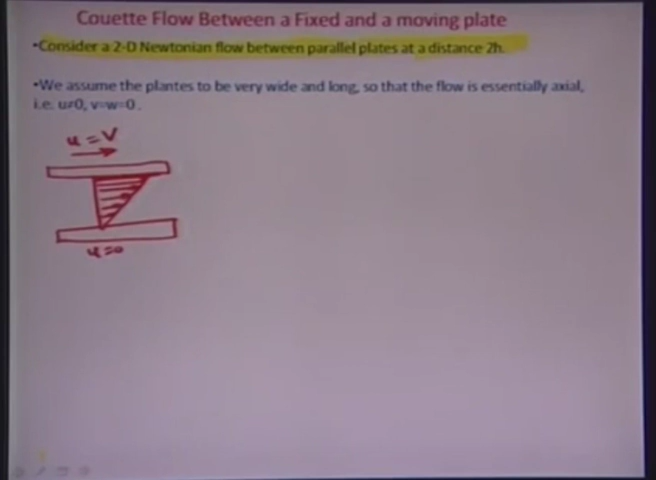 Couette Flow Between a Fixed and a moving plate
•Consider a 2-D Newtonian flow between parallel plates at a distance 2h.
•We assume the plantes to be very wide and long, so that the flow is essentially axial,
i.e. u≠0, v=w=0.
u = V
u=0